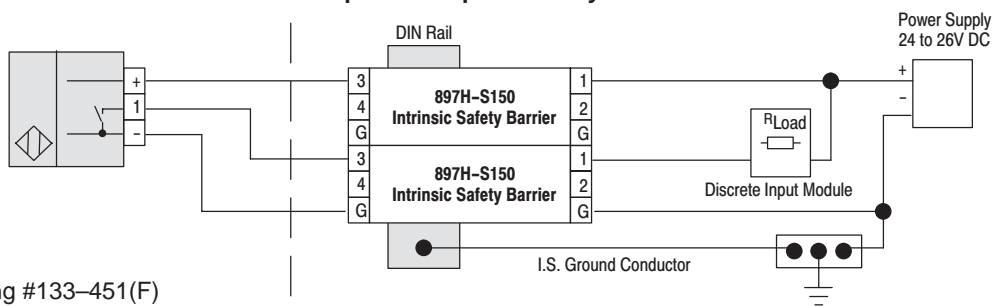 Power Supply
24 to 26V DC
DIN Rail
+
1
−
3
4
G
897H−S150
Intrinsic Safety Barrier
1
2
G
3
4
G
897H−S150
Intrinsic Safety Barrier
1
2
G
RLoad
Discrete Input Module
+
−
I.S. Ground Conductor
#133–451(F)